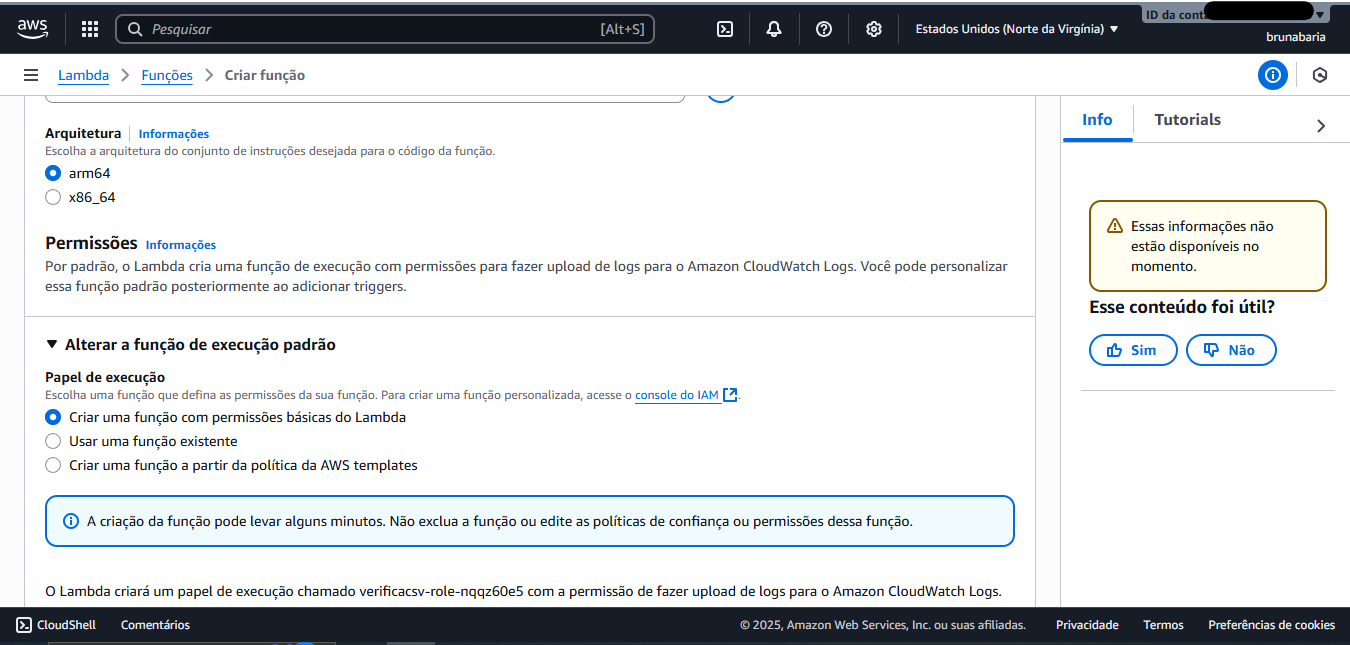 aws
Pesquisar
[Alt+S]
Estados Unidos (Norte da Virgínia)
ID da conta
brunabaria
Lambda
Funções
Criar função
Arquitetura
Informações
Escolha a arquitetura do conjunto de instruções desejada para o código da função.
arm64
x86_64
Permissões
Informações
Por padrão, o Lambda cria uma função de execução com permissões para fazer upload de logs para o Amazon CloudWatch Logs. Você pode personalizar
essa função padrão posteriormente ao adicionar triggers.
Alterar a função de execução padrão
Papel de execução
Escolha uma função que defina as permissões da sua função. Para criar uma função personalizada, acesse o console do IAM.
Criar uma função com permissões básicas do Lambda
Usar uma função existente
Criar uma função a partir da política da AWS templates
A criação da função pode levar alguns minutos. Não exclua a função ou edite as políticas de confiança ou permissões dessa função.
O Lambda criará um papel de execução chamado verificacsv-role-nqqz60e5 com a permissão de fazer upload de logs para o Amazon CloudWatch Logs.
Info
Tutorials
Essas informações não
estão disponíveis no
momento.
Esse conteúdo foi útil?
Sim
Não
CloudShell
Comentários
© 2025, Amazon Web Services, Inc. ou suas afiliadas.
Privacidade
Termos
Preferências de cookies